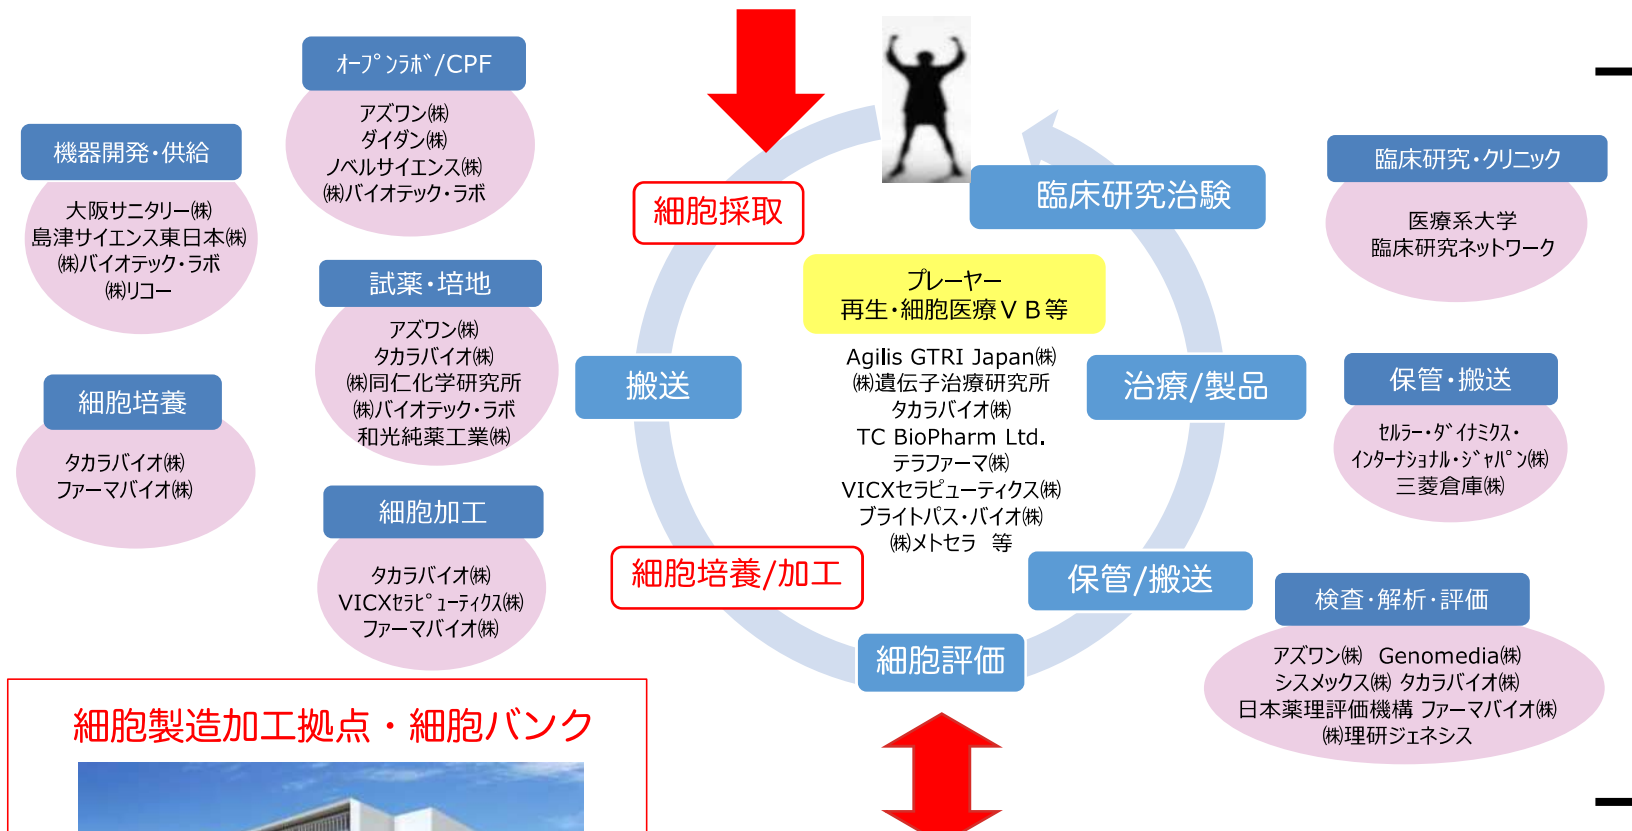 オープンラボ/CPF
アズワン㈱
ダイダン㈱
ノベルサイエンス㈱
㈱バイオテック・ラボ
機器開発・供給
大阪サニタリー㈱
島津サイエンス東日本㈱
㈱バイオテック・ラボ
㈱リコー
試薬・培地
アズワン㈱
タカラバイオ㈱
㈱同仁化学研究所
㈱バイオテック・ラボ
和光純薬工業㈱
細胞培養
タカラバイオ㈱
ファーマバイオ㈱
細胞加工
タカラバイオ㈱
VICXセラピューティクス㈱
ファーマバイオ㈱
細胞採取
搬送
細胞培養/加工
細胞評価
保管/搬送
治療/製品
臨床研究治験
プレーヤー
再生・細胞医療VB等
Agilis GTRI Japan㈱
㈱遺伝子治療研究所
タカラバイオ㈱
TC BioPharm Ltd.
テラファーマ㈱
VICXセラピューティクス㈱
ブライトパス・バイオ㈱
㈱メトセラ 等
臨床研究・クリニック
医療系大学
臨床研究ネットワーク
保管・搬送
セルラー・ダイナミクス・
インターナショナル・ジャパン㈱
三菱倉庫㈱
検査・解析・評価
アズワン㈱ Genomedia㈱
シスメックス㈱ タカラバイオ㈱
日本薬理評価機構 ファーマバイオ㈱
㈱理研ジェネシス
細胞製造加工拠点・細胞バンク